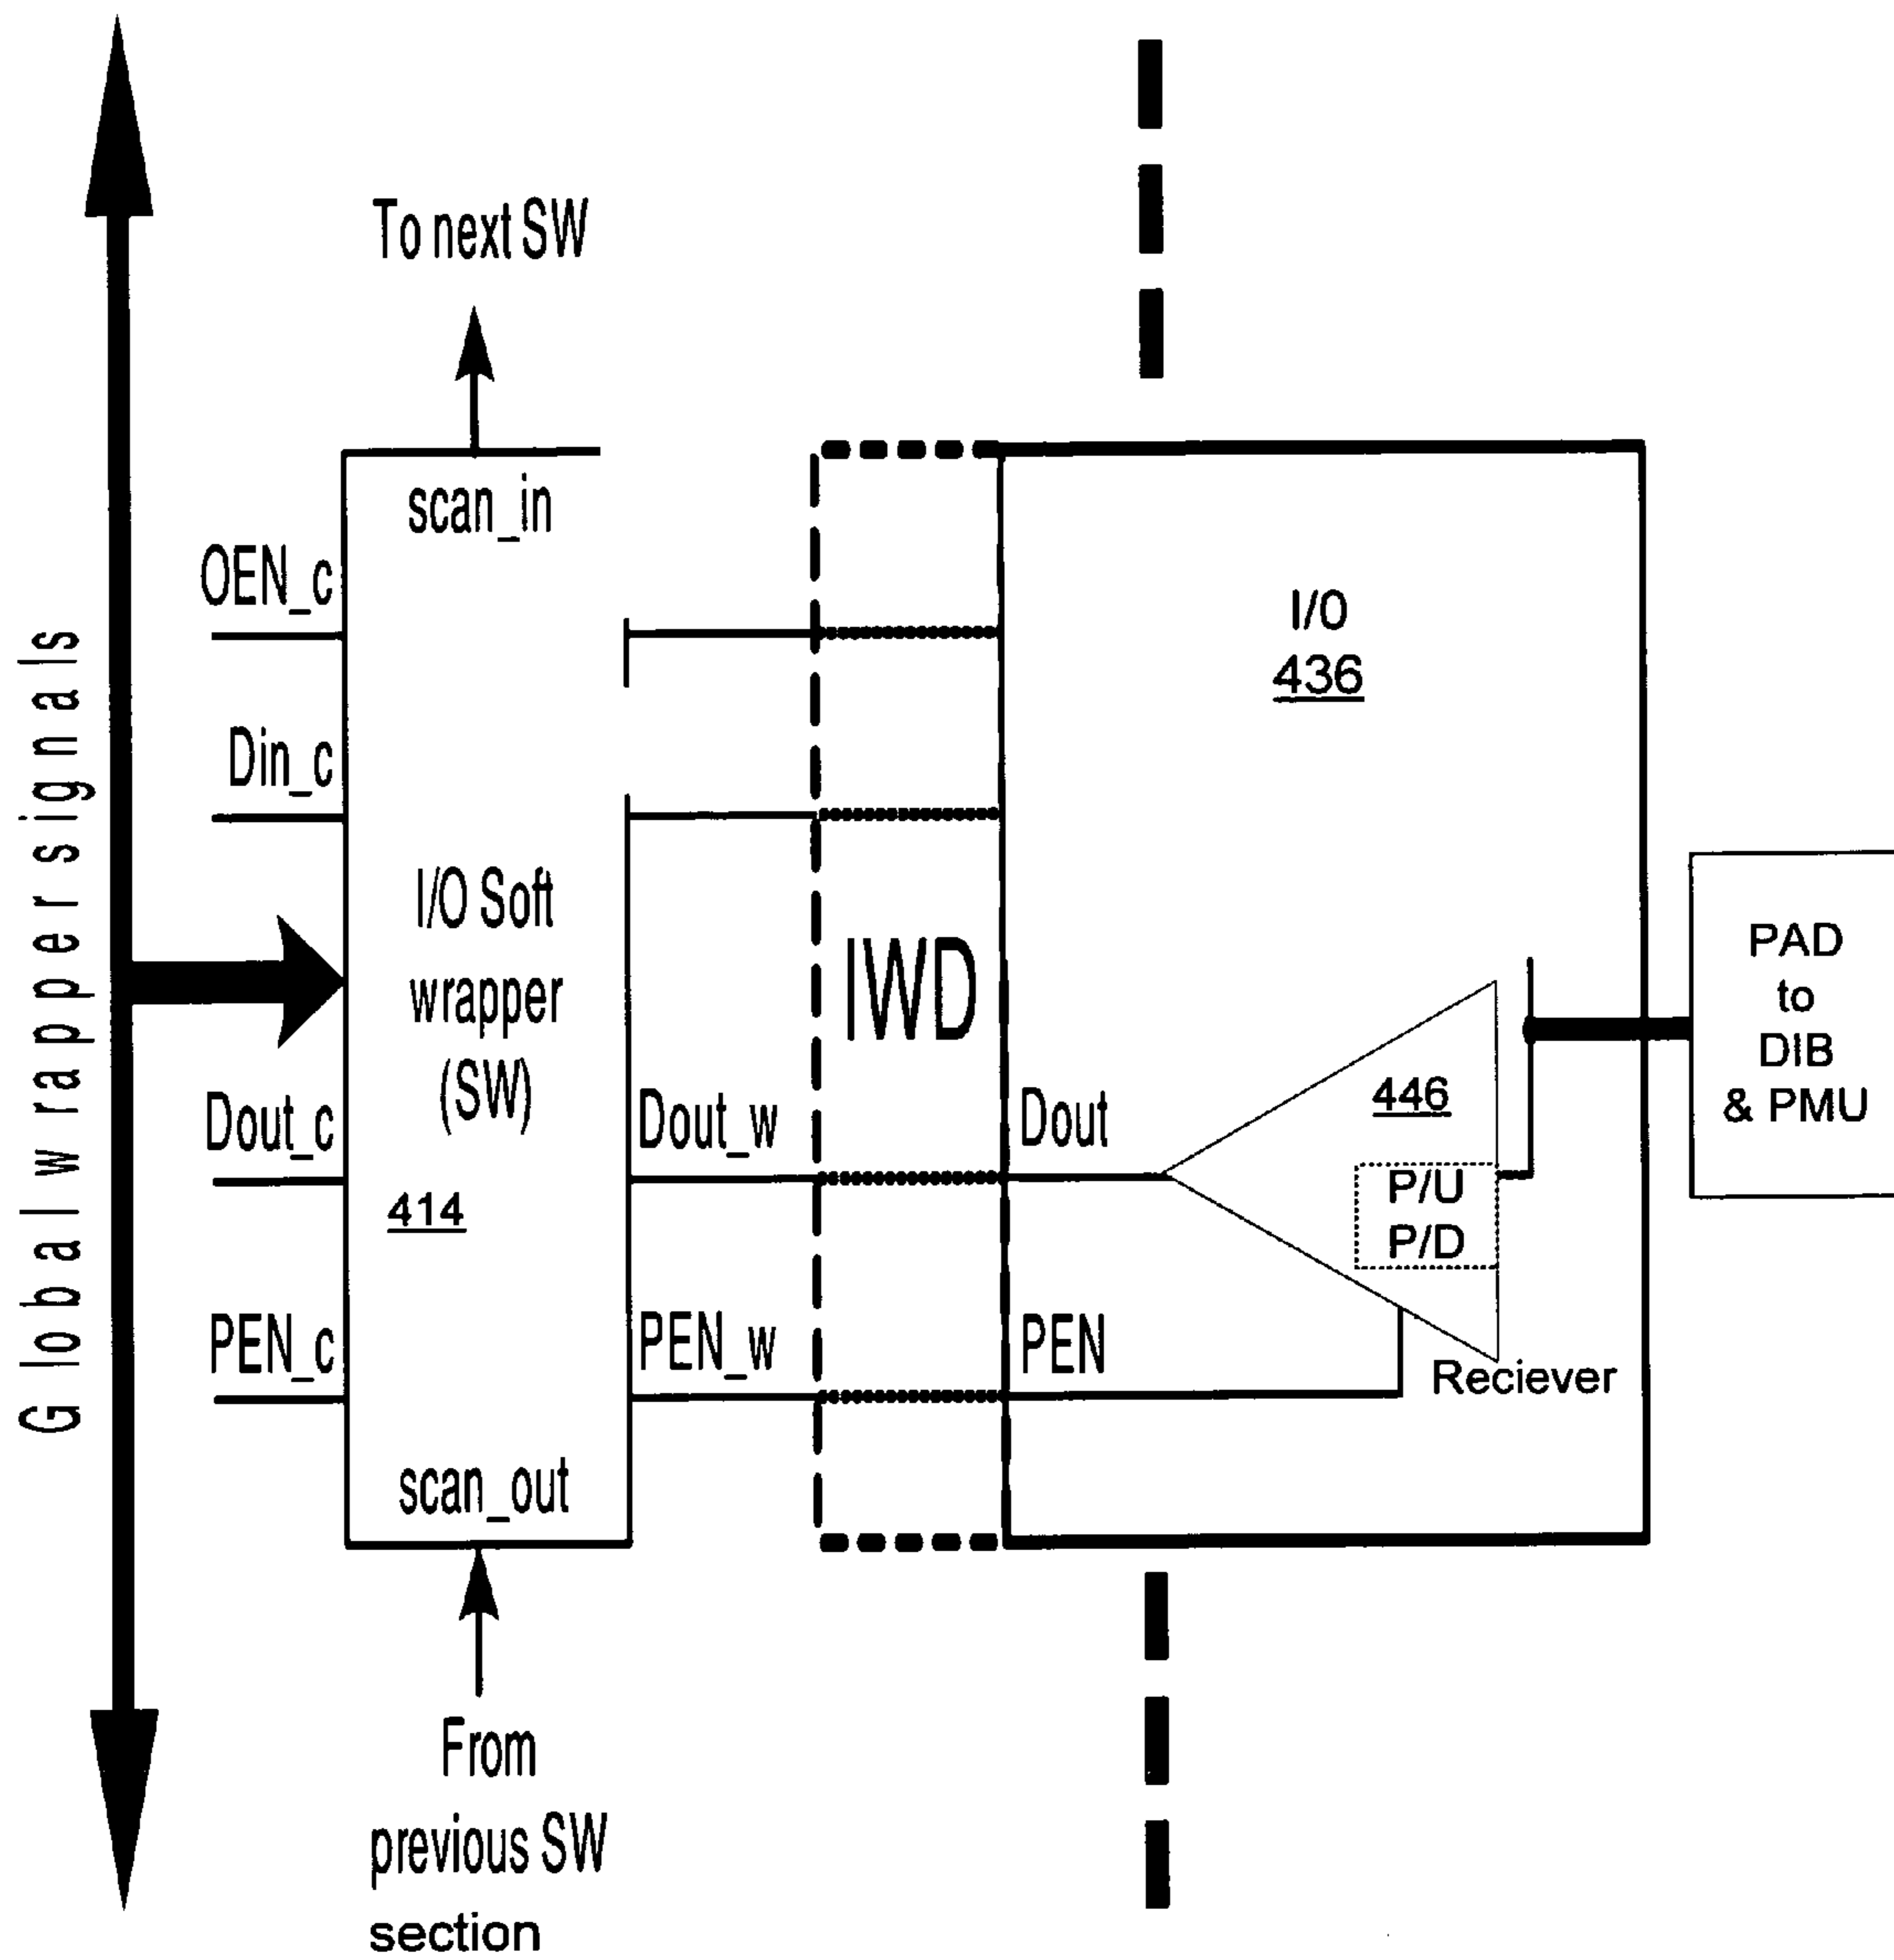 Global wrapper signals
To next SW
scan_in
OEN_c
Din_c
I/O Soft
wrapper
(SW)
414
Dout_c
PEN_c
scan_out
From
previous SW
section
Dout_w
PEN_w
IWD
I/0
436
Dout
PEN
446
P/U
P/D
Reciever
PAD
to
DIB
& PMU